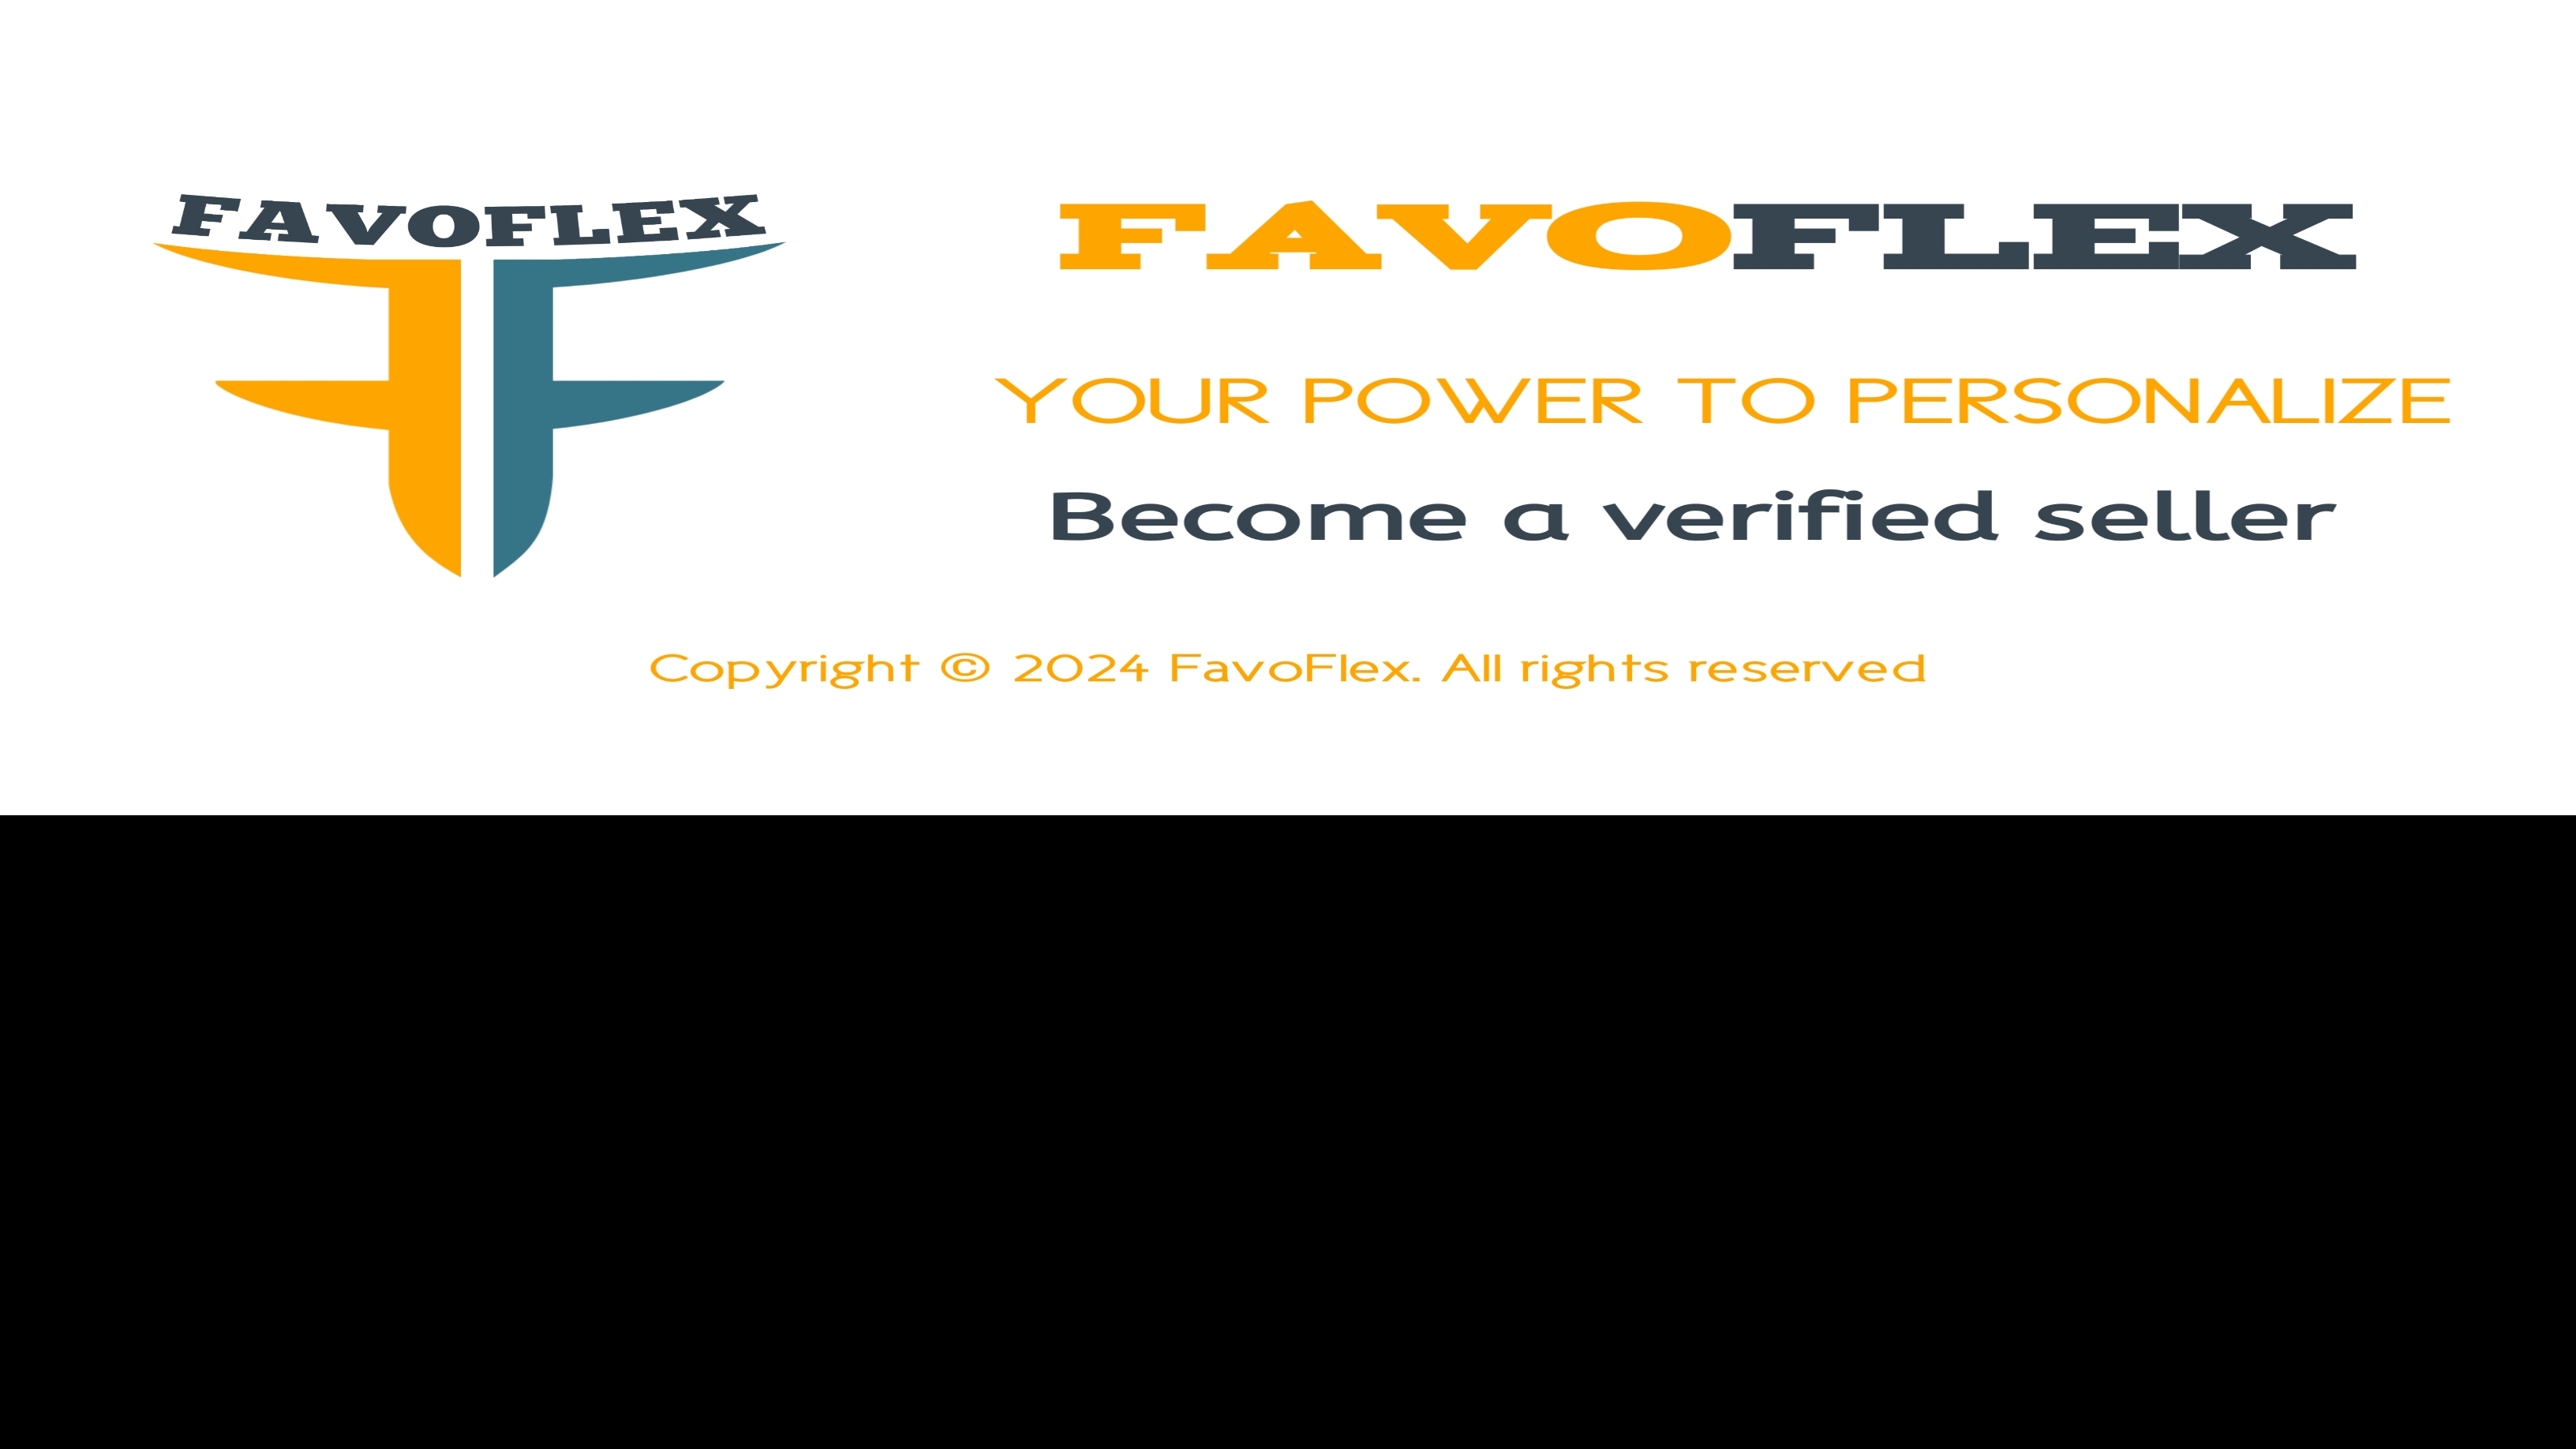 FAVOFLEX
FAVOFLEX
YOUR POWER TO PERSONALIZE
Become a verified seller
Copyright © 2024 FavoFlex. All rights reserved